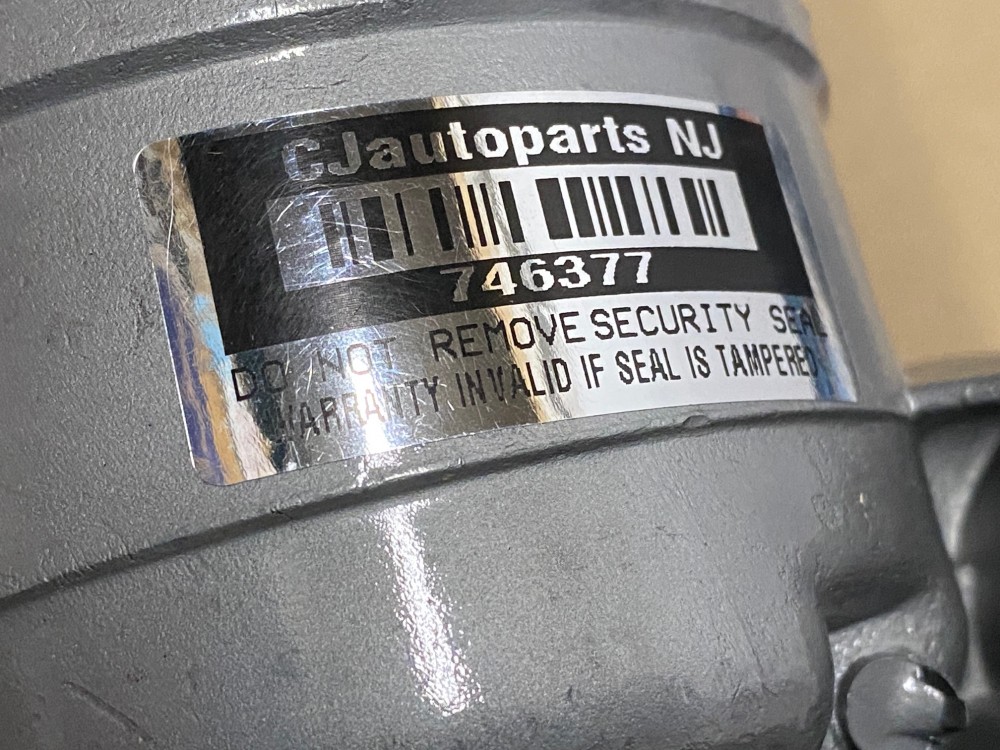 CJautoparts NJ
746377
DO NOT REMOVE SECURITY SEAL
WARRANTY INVALID IF SEAL IS TAMPERED